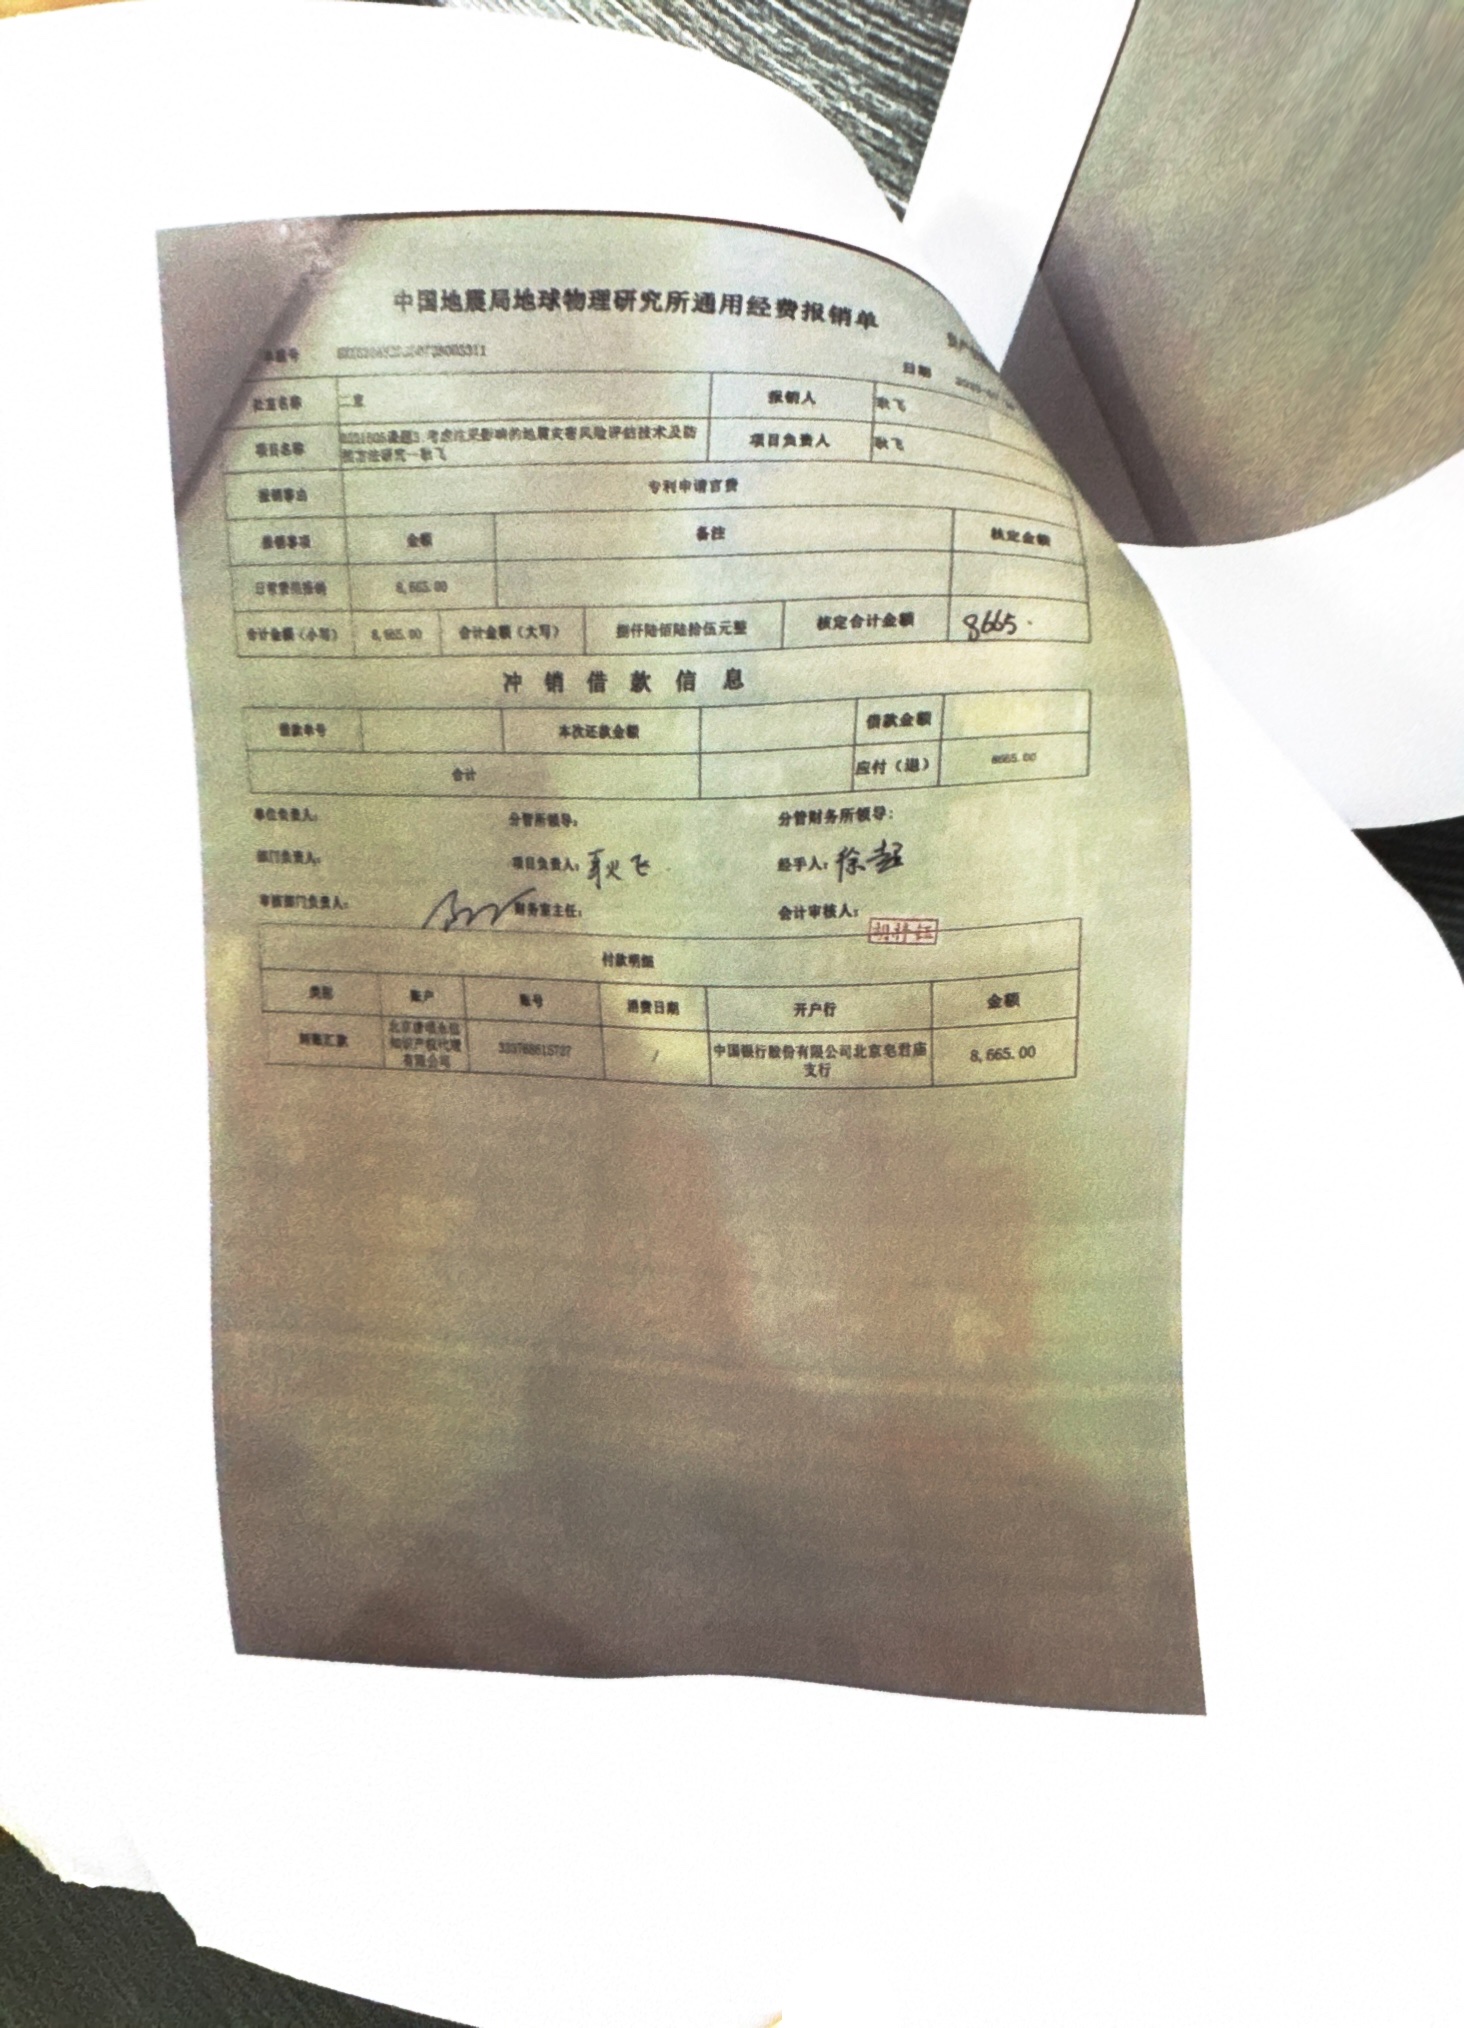 中国地震局地球物理研究所通用经费报销单
单据号
日期
处室名称 二室 报销人 耿飞
项目名称 课题3.考虑 影响的地震灾害风险评估技术及防 项目负责人 耿飞
方法研究--耿飞
报销事由 专利申请官费
报销事项 金额 备注 核定金额
日常费用报销 8,665.00
合计金额(小写) 8,665.00 合计金额(大写) 捌仟陆佰陆拾伍元整 核定合计金额 8665.
冲销借款信息
借款单号 本次还款金额 借款金额
合计 应付(退) 8665.00
单位负责人: 分管所领导: 分管财务所领导:
部门负责人: 项目负责人: 耿飞 经手人: 徐超
审核部门负责人: 财务室主任: 会计审核人:
付款明细
类别 账户 账号 消费日期 开户行 金额
转账汇款 知识产权代理有限公司 / 中国银行股份有限公司北京皂君庙 8,665.00
支行